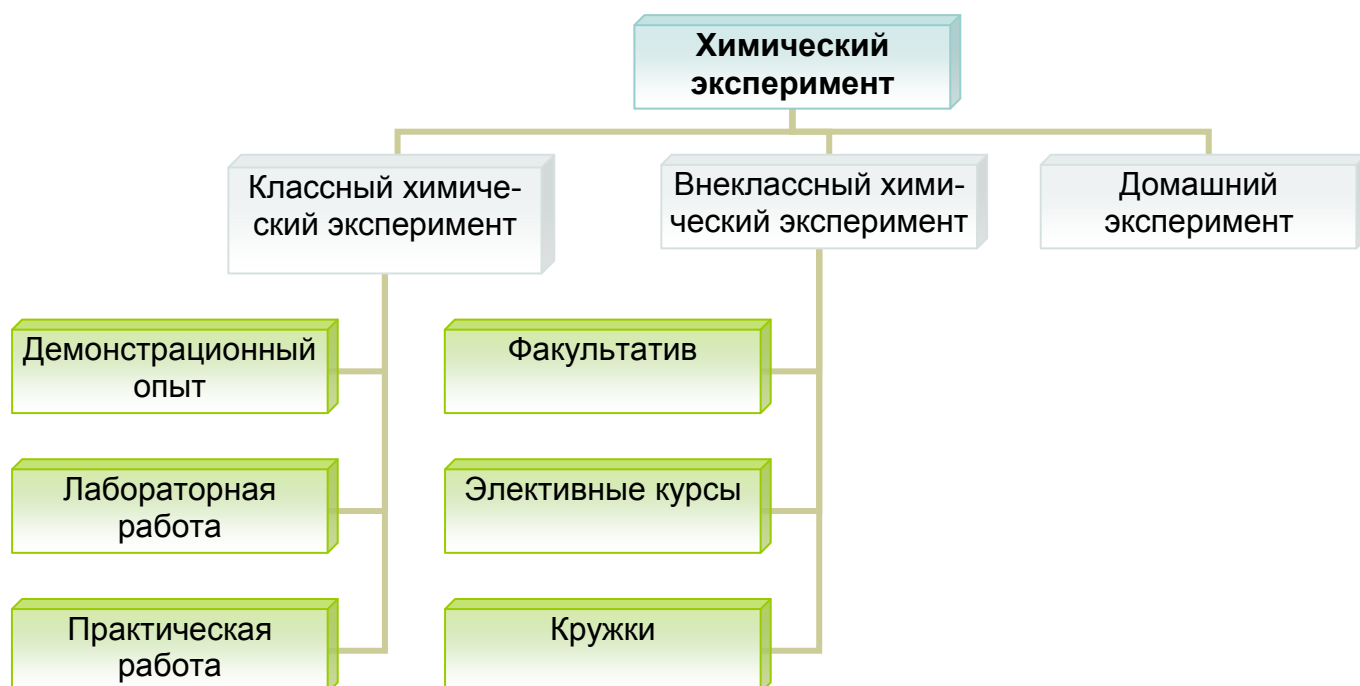 Химический
эксперимент
Классный химиче-
ский эксперимент
Внеклассный хими-
ческий эксперимент
Домашний
эксперимент
Демонстрационный
опыт
Лабораторная
работа
Практическая
работа
Факультатив
Элективные курсы
Кружки